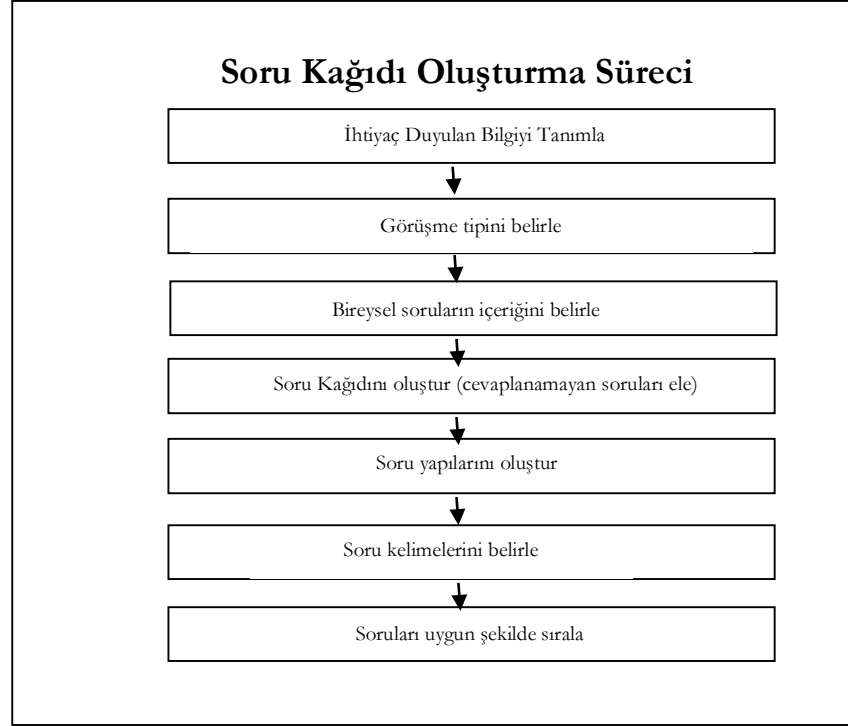 Soru Kağıdı Oluşturma Süreci
İhtiyaç Duyulan Bilgiyi Tanımla
Görüşme tipini belirle
Bireysel soruların içeriğini belirle
Soru Kağıdını oluştur (cevaplanamayan soruları ele)
Soru yapılarını oluştur
Soru kelimelerini belirle
Soruları uygun şekilde sırala